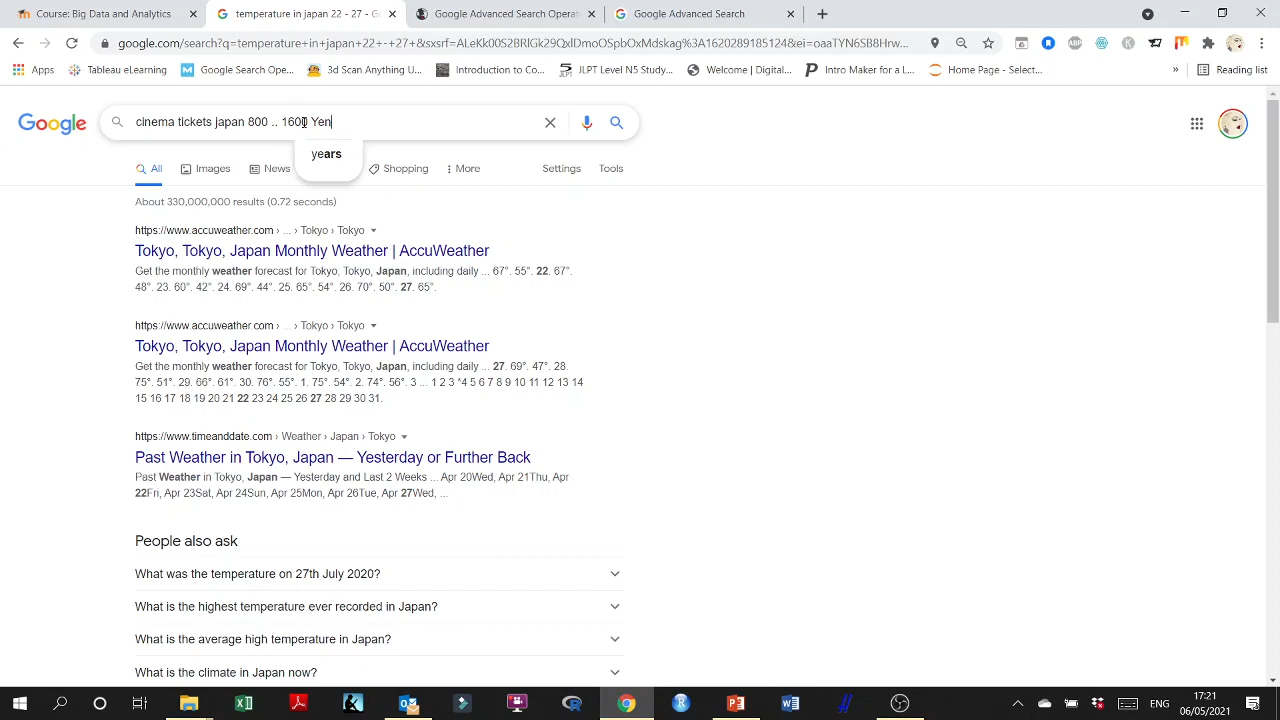 Course: Big Data and Analytics
temperature in japan 22 - 27 - G
Google Advanced Search Operat
Google Advanced Search
google.com/search?q=temperature+in+japan+22+-+27+&sxsrf=ALeKk00S2BRlGk29QxlDmoOSpbOxMdskag%3A1620289185124&ei=oaaTYN6SB8Hrw...
Apps
Tableau eLearning
Google Search Ope...
3d Scan Anything U...
Introduction to Co...
JLPT Level N5 Study...
Welcome | Digital...
Intro Maker for a L...
Home Page - Select...
»
Reading list
Google
cinema tickets japan 800 .. 1600 Yen
years
All
Images
News
Shopping
More
Settings
Tools
About 330,000,000 results (0.72 seconds)
https://www.accuweather.com › ... › Tokyo › Tokyo
Tokyo, Tokyo, Japan Monthly Weather | AccuWeather
Get the monthly weather forecast for Tokyo, Tokyo, Japan, including daily ... 67°. 55°. 22. 67°.
48°. 23. 60°. 42°. 24. 69°. 44°. 25. 65°. 54°. 26. 70°. 50°. 27. 65°.
https://www.accuweather.com › ... › Tokyo › Tokyo
Tokyo, Tokyo, Japan Monthly Weather | AccuWeather
Get the monthly weather forecast for Tokyo, Tokyo, Japan, including daily ... 27. 69°. 47°. 28.
75°. 51°. 29. 66°. 61°. 30. 76°. 55°. 1. 75°. 54°. 2. 74°. 56°. 3 ... 1 2 3 *4 5 6 7 8 9 10 11 12 13 14
15 16 17 18 19 20 21 22 23 24 25 26 27 28 29 30 31.
https://www.timeanddate.com › Weather › Japan › Tokyo
Past Weather in Tokyo, Japan — Yesterday or Further Back
Past Weather in Tokyo, Japan — Yesterday and Last 2 Weeks ... Apr 20Wed, Apr 21Thu, Apr
22Fri, Apr 23Sat, Apr 24Sun, Apr 25Mon, Apr 26Tue, Apr 27Wed, ...
People also ask
What was the temperature on 27th July 2020?
What is the highest temperature ever recorded in Japan?
What is the average high temperature in Japan?
What is the climate in Japan now?
ENG
17:21
06/05/2021